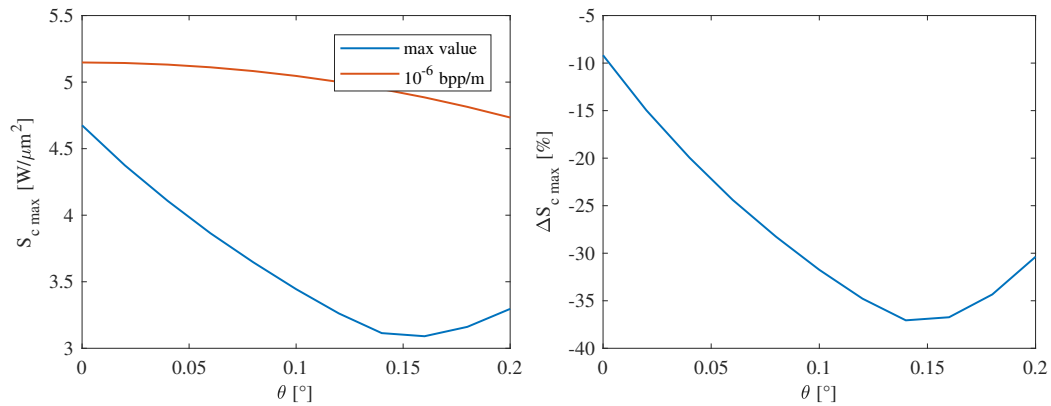 5.5
5
4.5
4
3.5
3
S_c max [W/μm²]
max value
10⁻⁶ bpp/m
0 0.05 0.1 0.15 0.2
θ [°]
-5
-10
-15
-20
-25
-30
-35
-40
ΔS_c max [%]
0 0.05 0.1 0.15 0.2
θ [°]